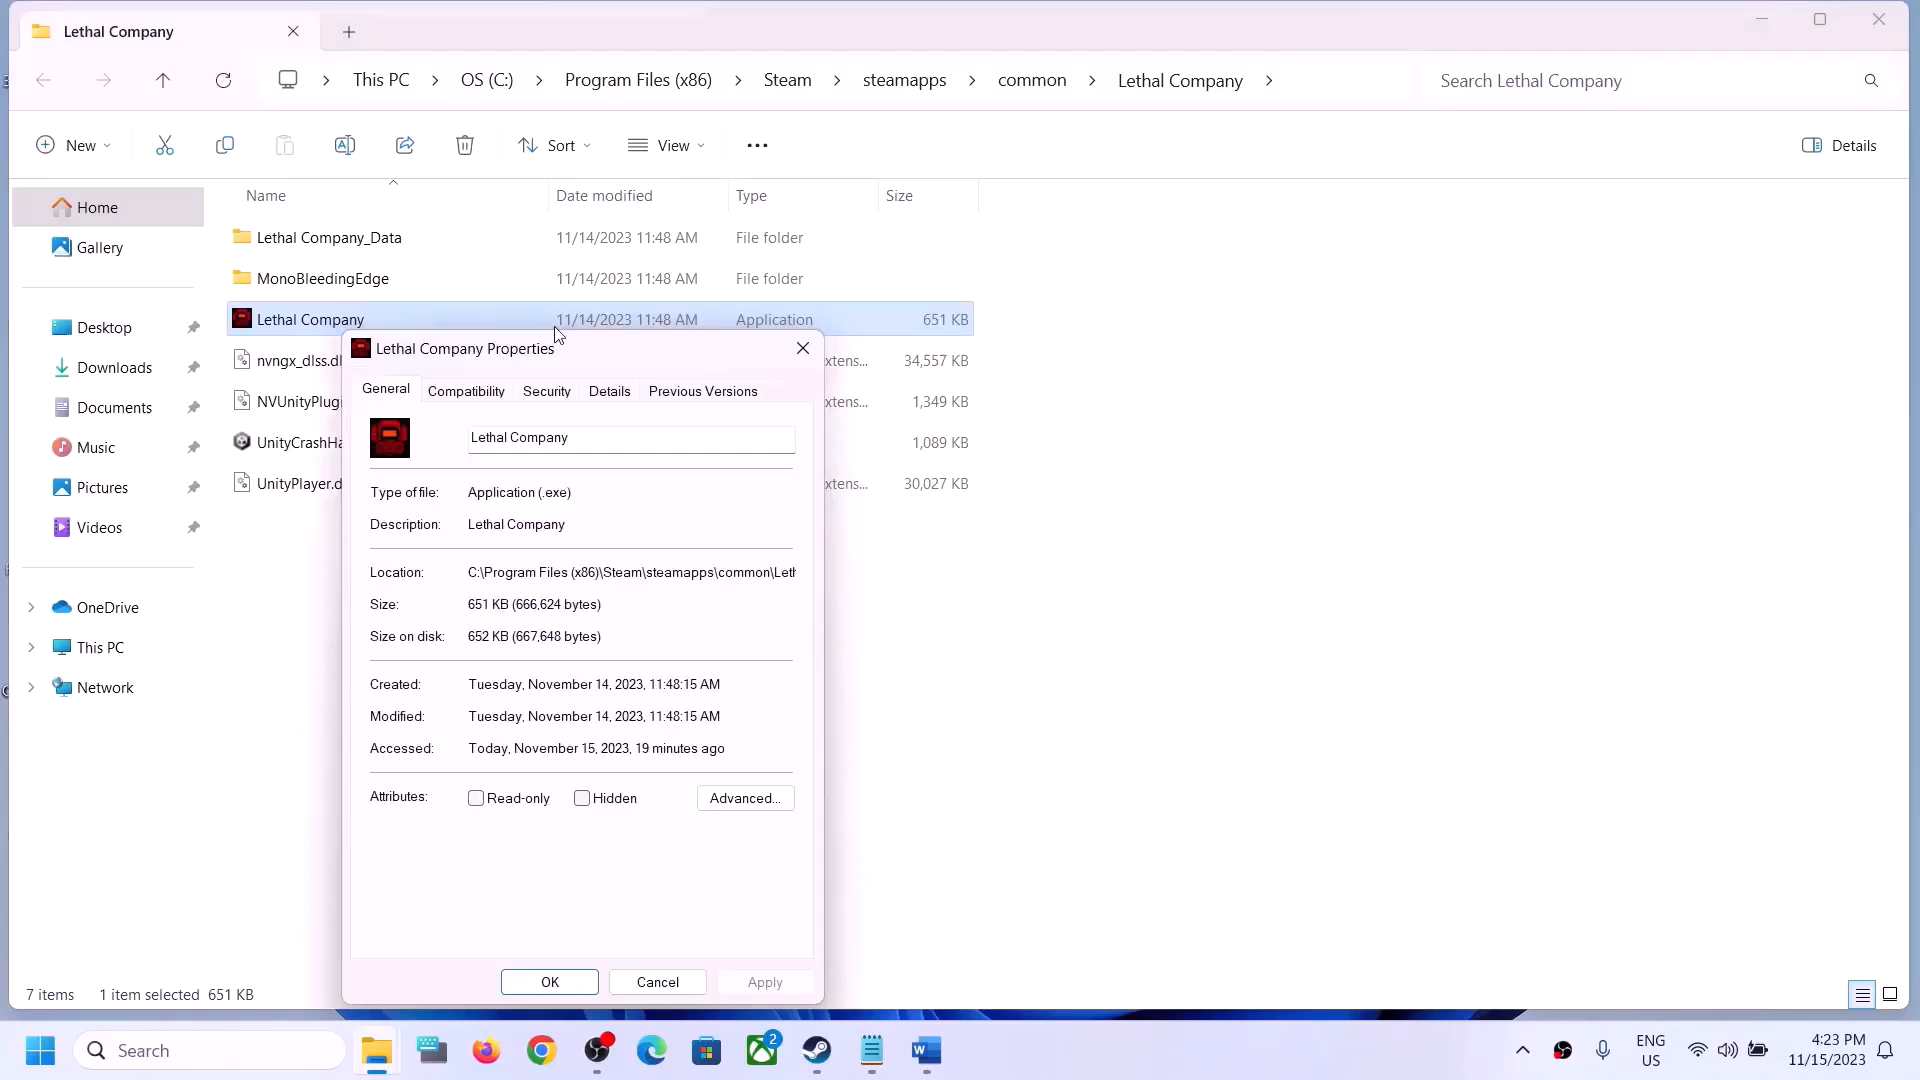 Lethal Company
This PC
OS (C:)
Program Files (x86)
Steam
steamapps
common
Lethal Company
Search Lethal Company
New
Sort
View
Details
Name
Date modified
Type
Size
Home
Gallery
Desktop
Downloads
Documents
Music
Pictures
Videos
OneDrive
This PC
Network
Lethal Company_Data 11/14/2023 11:48 AM File folder
MonoBleedingEdge 11/14/2023 11:48 AM File folder
Lethal Company 11/14/2023 11:48 AM Application 651 KB
nvngx_dlss.dl xtens... 34,557 KB
NVUnityPlugi xtens... 1,349 KB
UnityCrashHa 1,089 KB
UnityPlayer.d xtens... 30,027 KB
Lethal Company Properties
General Compatibility Security Details Previous Versions
Lethal Company
Type of file: Application (.exe)
Description: Lethal Company
Location: C:\Program Files (x86)\Steam\steamapps\common\Leth
Size: 651 KB (666,624 bytes)
Size on disk: 652 KB (667,648 bytes)
Created: Tuesday, November 14, 2023, 11:48:15 AM
Modified: Tuesday, November 14, 2023, 11:48:15 AM
Accessed: Today, November 15, 2023, 19 minutes ago
Attributes: Read-only Hidden Advanced...
OK Cancel Apply
7 items 1 item selected 651 KB
Search
2
ENG
US
4:23 PM
11/15/2023